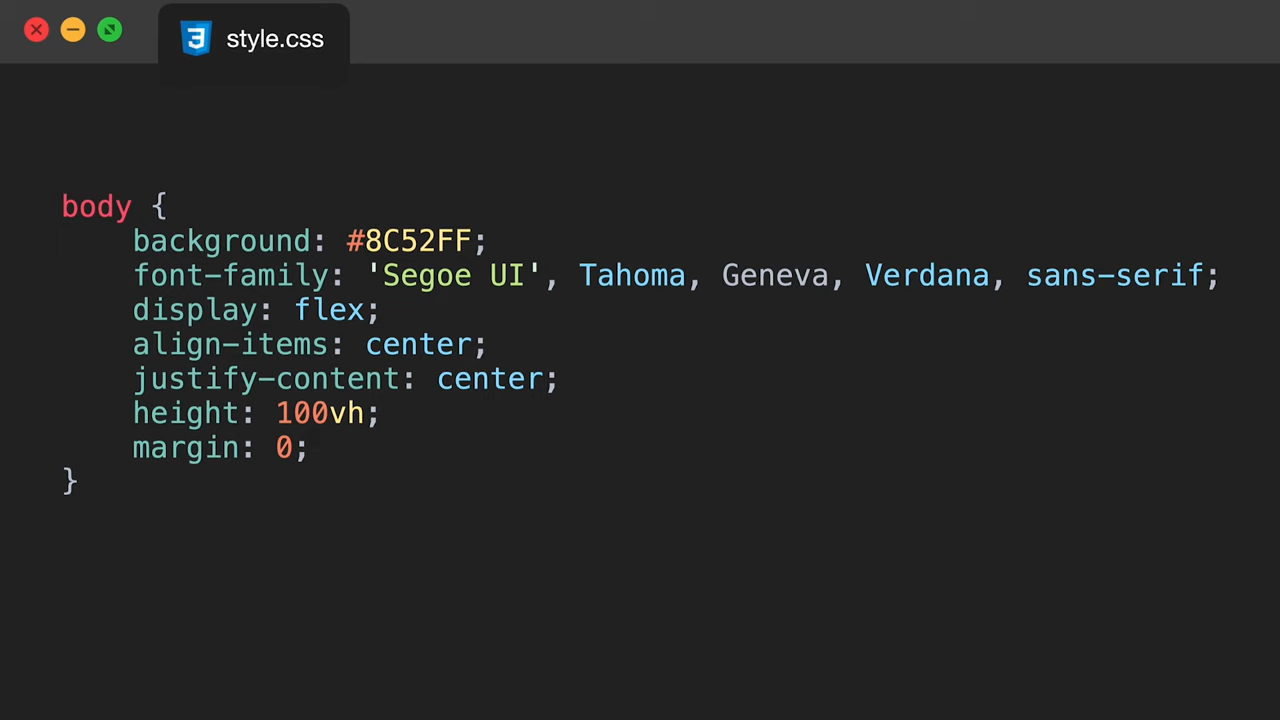 style.css
body {
    background: #8C52FF;
    font-family: 'Segoe UI', Tahoma, Geneva, Verdana, sans-serif;
    display: flex;
    align-items: center;
    justify-content: center;
    height: 100vh;
    margin: 0;
}